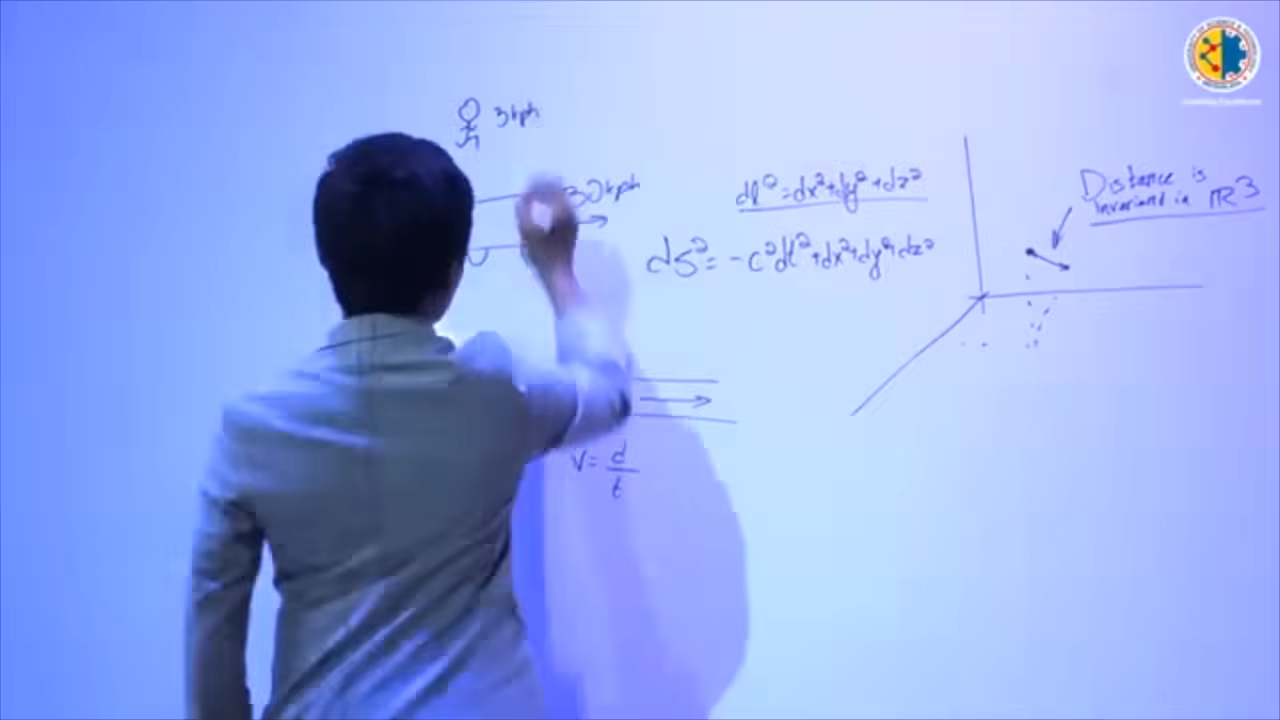 3kph
30kph
dl²=dx²+dy²+dz²
ds²= -c²dt²+dx²+dy²+dz²
Distance is
invariant in ℝ3
v= d
t